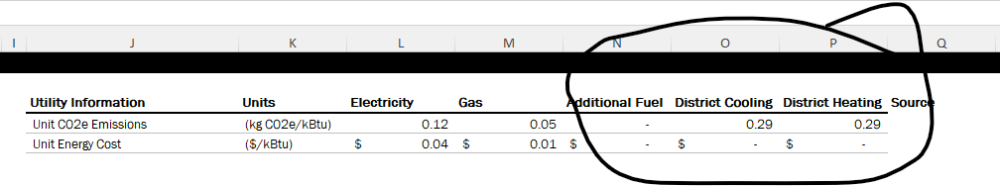 I J K L M N O P Q
Utility Information Units Electricity Gas Additional Fuel District Cooling District Heating Source
Unit CO2e Emissions (kg CO2e/kBtu) 0.12 0.05 - 0.29 0.29
Unit Energy Cost ($/kBtu) $ 0.04 $ 0.01 $ - $ - $ -